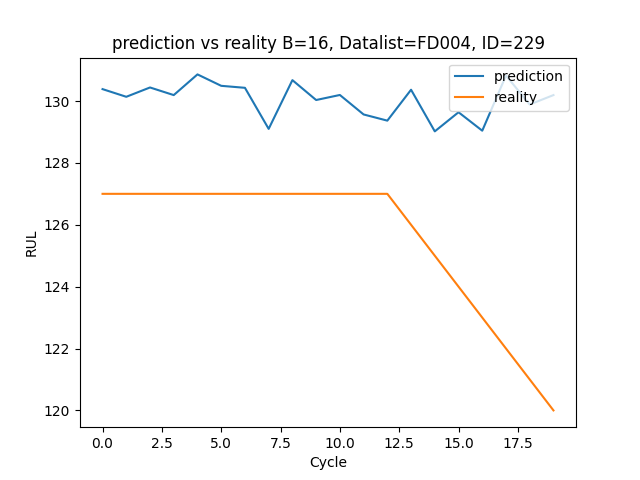 prediction vs reality B=16, Datalist=FD004, ID=229
prediction
reality
130
128
126
124
122
120
RUL
0.0 2.5 5.0 7.5 10.0 12.5 15.0 17.5
Cycle